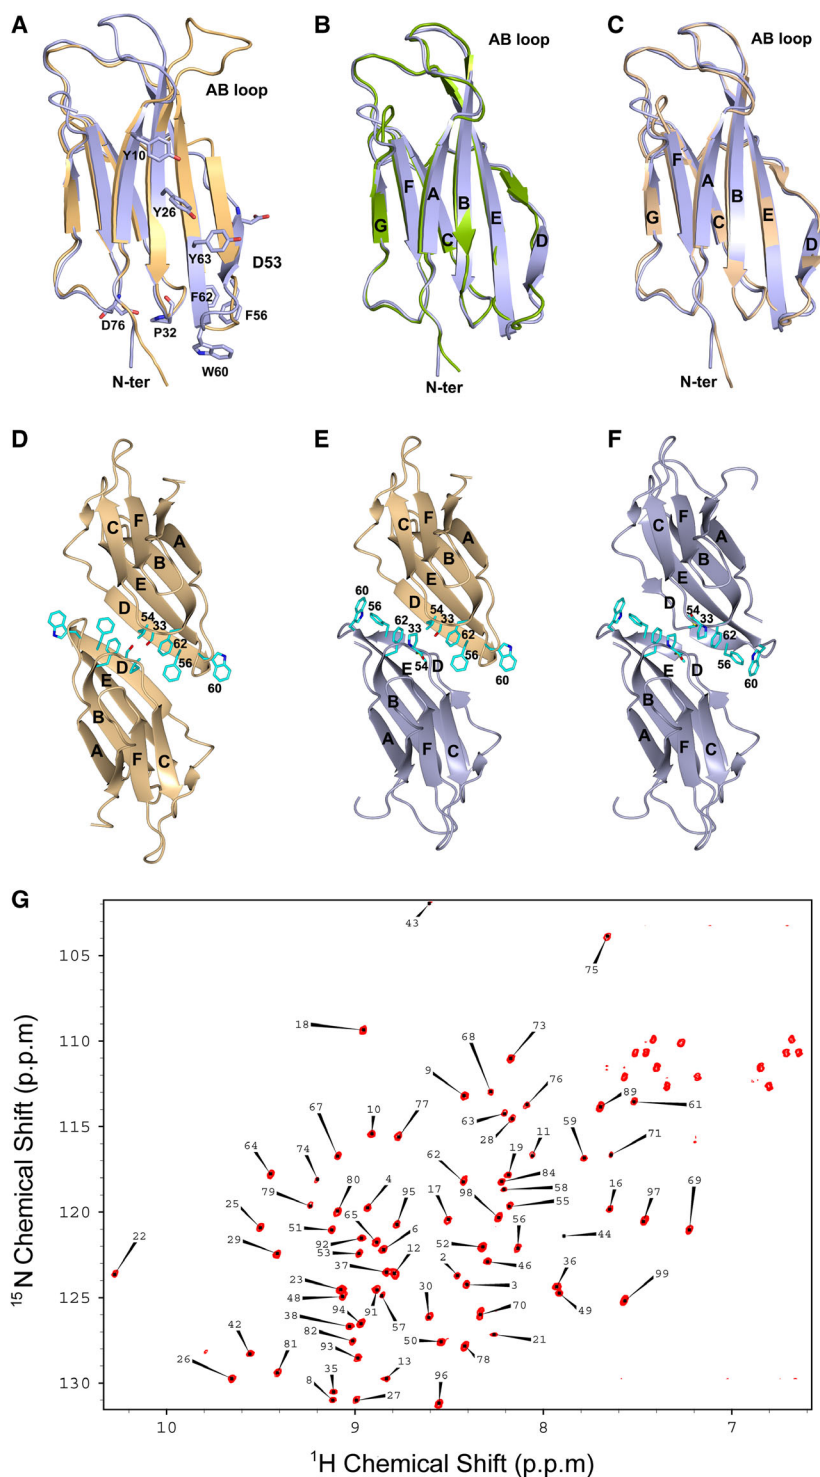 A
AB loop
Y10
Y26
Y63
D53
F62
F56
D76
P32
W60
N-ter
B
AB loop
F
A
B
E
G
C
D
N-ter
C
AB loop
F
A
B
G
C
E
D
N-ter
D
C
F
A
B
E
D
54
33
62
56
60
D
E
B
A
F
C
E
C
F
A
B
E
D
60
56
62
33
54
33
62
56
60
54
D
E
B
A
F
C
F
C
F
A
B
E
D
54
33
62
56
60
E
D
B
A
F
C
G
43
105
75
18
110
73
68
9
76
77
10
67
63
28
89
61
115
11
59
71
64
74
62
19
84
58
55
4
80
79
95
17
98
16
97
69
120
25
51
65
6
56
22
92
52
44
29
53
12
46
37
2
36
23
3
99
125
48
30
94
91
57
70
49
38
82
50
21
42
93
78
81
26
35
13
130
8
27
96
10
9
8
7
15N Chemical Shift (p.p.m)
1H Chemical Shift (p.p.m)